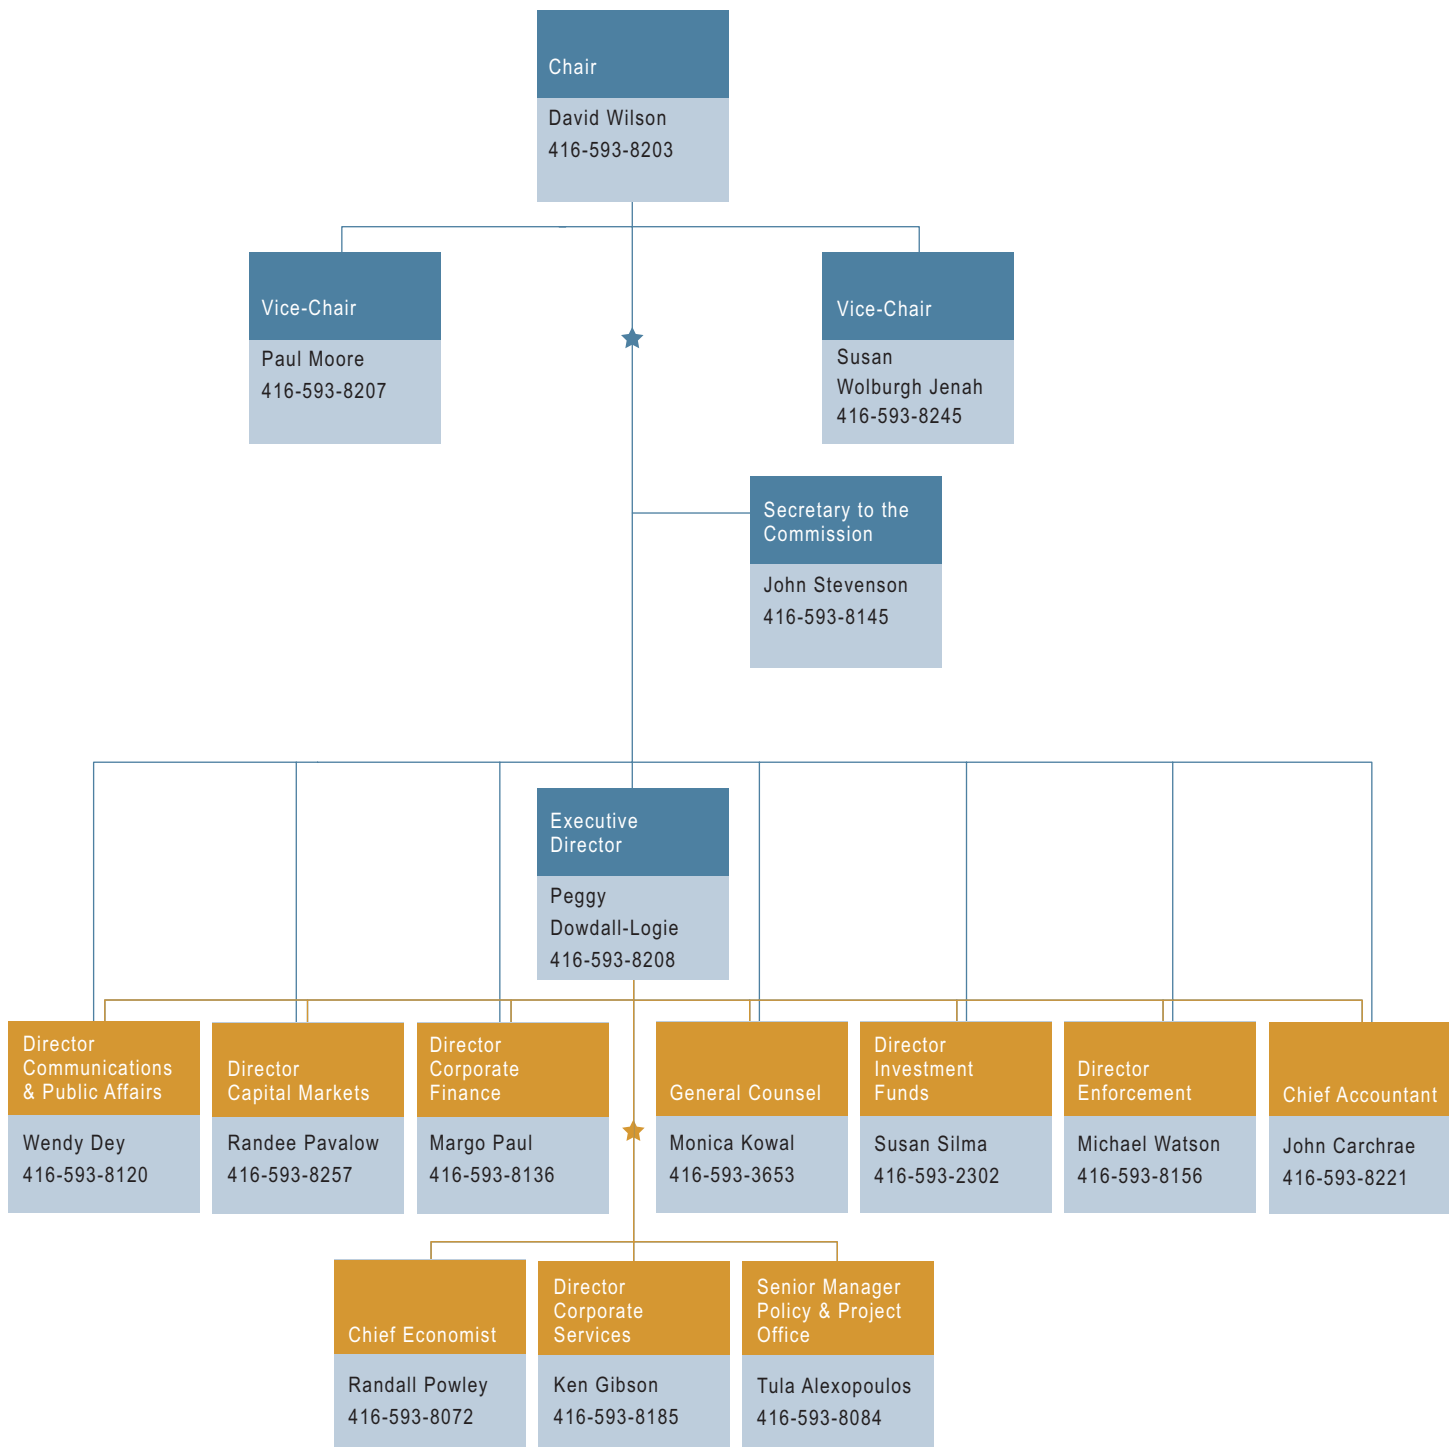 Chair
David Wilson
416-593-8203
Vice-Chair
Paul Moore
416-593-8207
Vice-Chair
Susan
Wolburgh Jenah
416-593-8245
Secretary to the
Commission
John Stevenson
416-593-8145
Executive
Director
Peggy
Dowdall-Logie
416-593-8208
Director
Communications
& Public Affairs
Wendy Dey
416-593-8120
Director
Capital Markets
Randee Pavalow
416-593-8257
Director
Corporate
Finance
Margo Paul
416-593-8136
General Counsel
Monica Kowal
416-593-3653
Director
Investment
Funds
Susan Silma
416-593-2302
Director
Enforcement
Michael Watson
416-593-8156
Chief Accountant
John Carchrae
416-593-8221
Chief Economist
Randall Powley
416-593-8072
Director
Corporate
Services
Ken Gibson
416-593-8185
Senior Manager
Policy & Project
Office
Tula Alexopoulos
416-593-8084